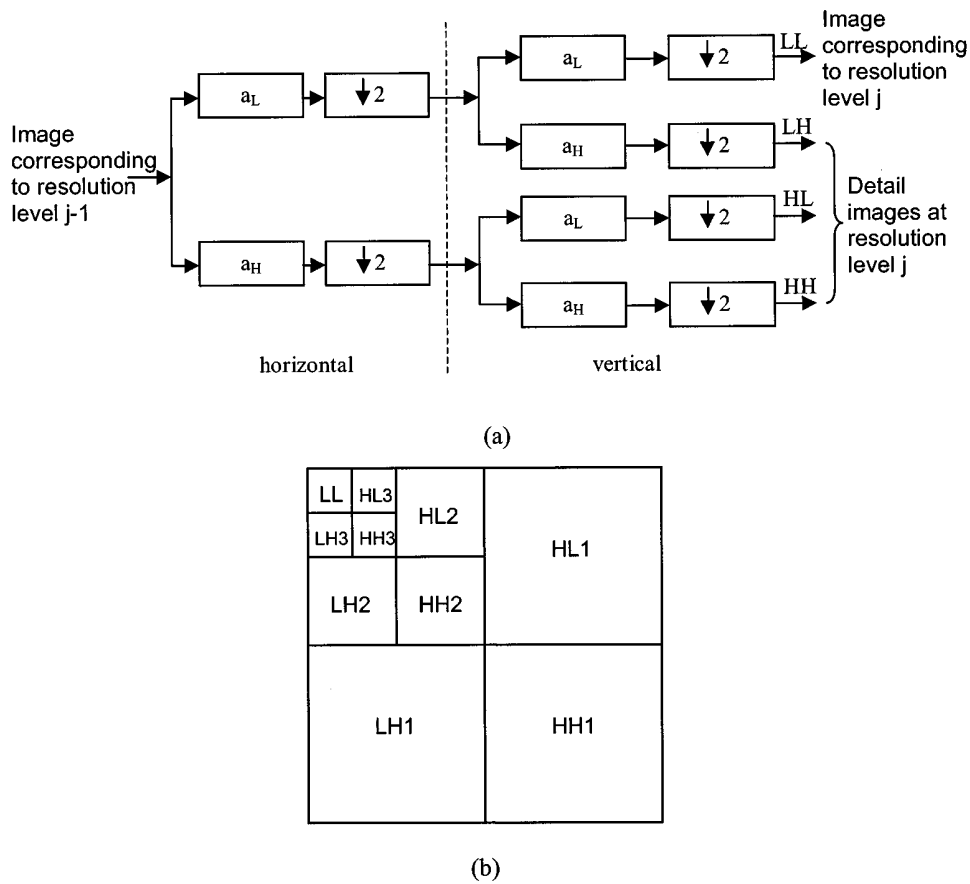 Image
corresponding
to resolution
level j-1
a_L
↓2
a_H
↓2
horizontal
a_L
↓2
LL
a_H
↓2
LH
a_L
↓2
HL
a_H
↓2
HH
vertical
Image
corresponding
to resolution
level j
Detail
images at
resolution
level j
(a)
LL
HL3
LH3
HH3
HL2
LH2
HH2
HL1
LH1
HH1
(b)